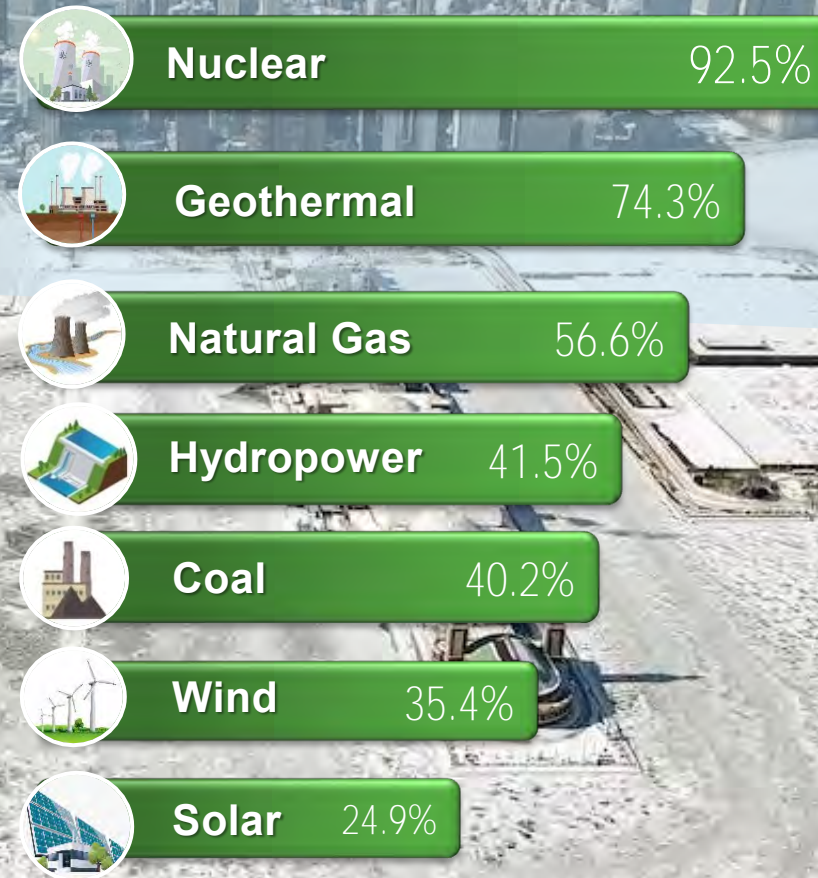 Nuclear 92.5%
Geothermal 74.3%
Natural Gas 56.6%
Hydropower 41.5%
Coal 40.2%
Wind 35.4%
Solar 24.9%